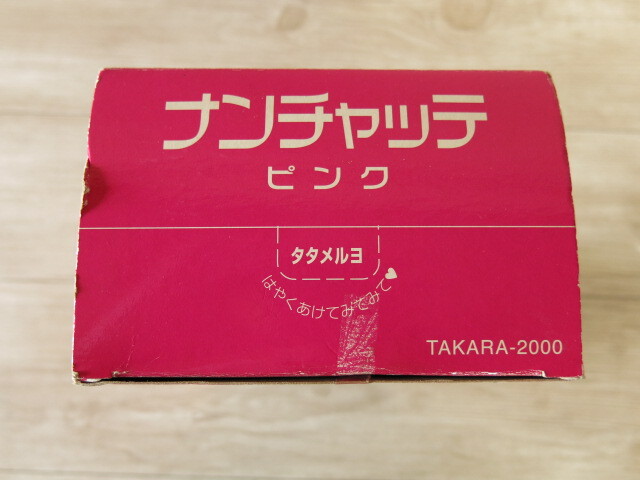 ナンチャッテ
ピンク
タタメルヨ
はやくあけてみてみて♥
TAKARA-2000